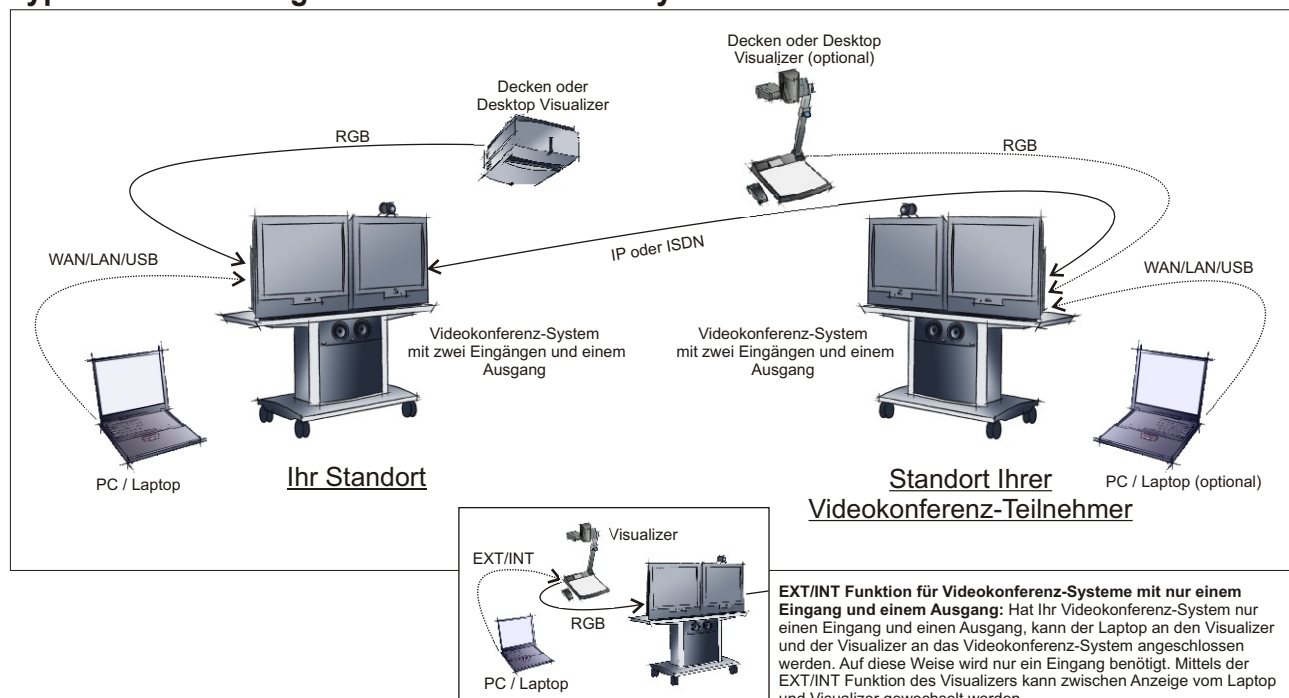 Decken oder Desktop
Visualizer (optional)
Decken oder
Desktop Visualizer
RGB
RGB
IP oder ISDN
WAN/LAN/USB
WAN/LAN/USB
Videokonferenz-System
mit zwei Eingängen und einem
Ausgang
Videokonferenz-System
mit zwei Eingängen und einem
Ausgang
PC / Laptop
Ihr Standort
Standort Ihrer
Videokonferenz-Teilnehmer
PC / Laptop (optional)
Visualizer
EXT/INT
RGB
PC / Laptop
EXT/INT Funktion für Videokonferenz-Systeme mit nur einem
Eingang und einem Ausgang: Hat Ihr Videokonferenz-System nur
einen Eingang und einen Ausgang, kann der Laptop an den Visualizer
und der Visualizer an das Videokonferenz-System angeschlossen
werden. Auf diese Weise wird nur ein Eingang benötigt. Mittels der
EXT/INT Funktion des Visualizers kann zwischen Anzeige vom Laptop
und Visualizer gewechselt werden